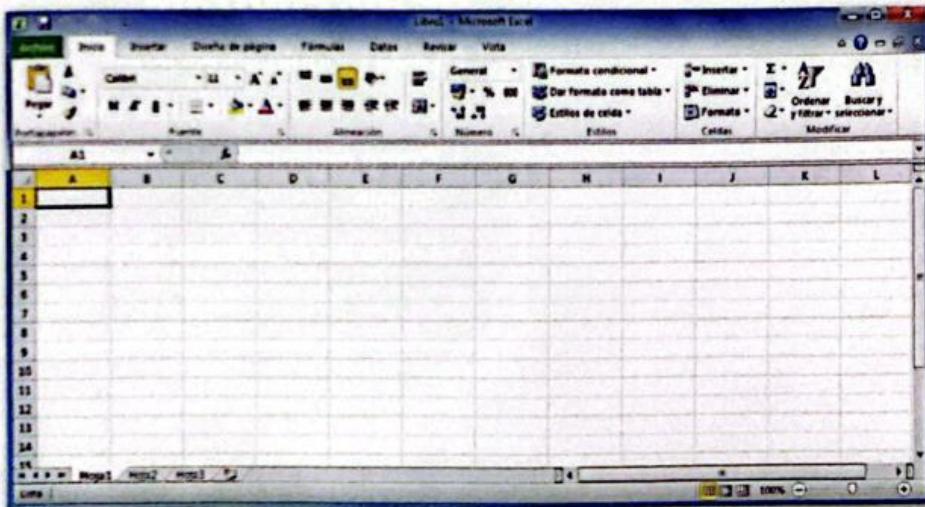 Libro1 - Microsoft Excel
Archivo Inicio Insertar Diseño de página Fórmulas Datos Revisar Vista
Calibri 11 General Formato condicional Insertar Σ
Pegar N K S % 000 Dar formato como tabla Eliminar Ordenar y filtrar Buscar y seleccionar
Estilos de celda Formato
Portapapeles Fuente Alineación Número Estilos Celdas Modificar
A1 fx
A B C D E F G H I J K L
1
2
3
4
5
6
7
8
9
10
11
12
13
14
15
Hoja1 Hoja2 Hoja3
Listo 100%